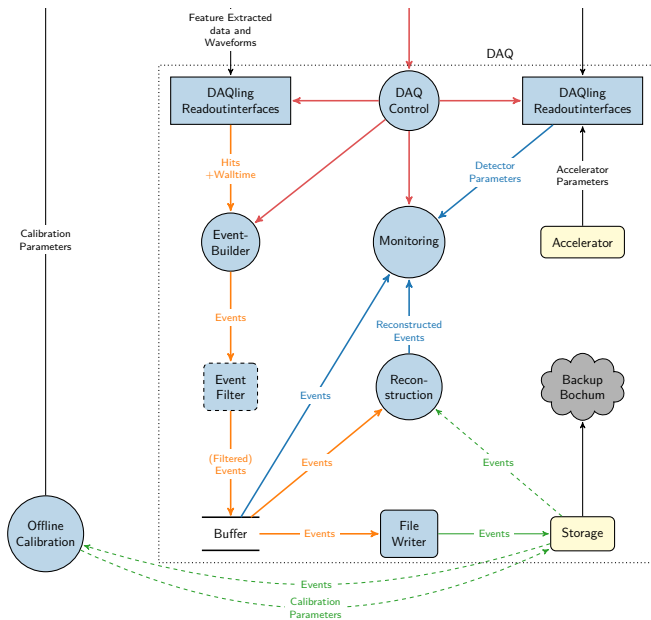 Feature Extracted
data and
Waveforms
DAQ
DAQling
Readoutinterfaces
DAQ
Control
DAQling
Readoutinterfaces
Hits
+Walltime
Detector
Parameters
Accelerator
Parameters
Calibration
Parameters
Event-
Builder
Monitoring
Accelerator
Events
Reconstructed
Events
Event
Filter
Events
Recon-
struction
Backup
Bochum
(Filtered)
Events
Events
Events
Offline
Calibration
Buffer
Events
File
Writer
Events
Storage
Events
Calibration
Parameters